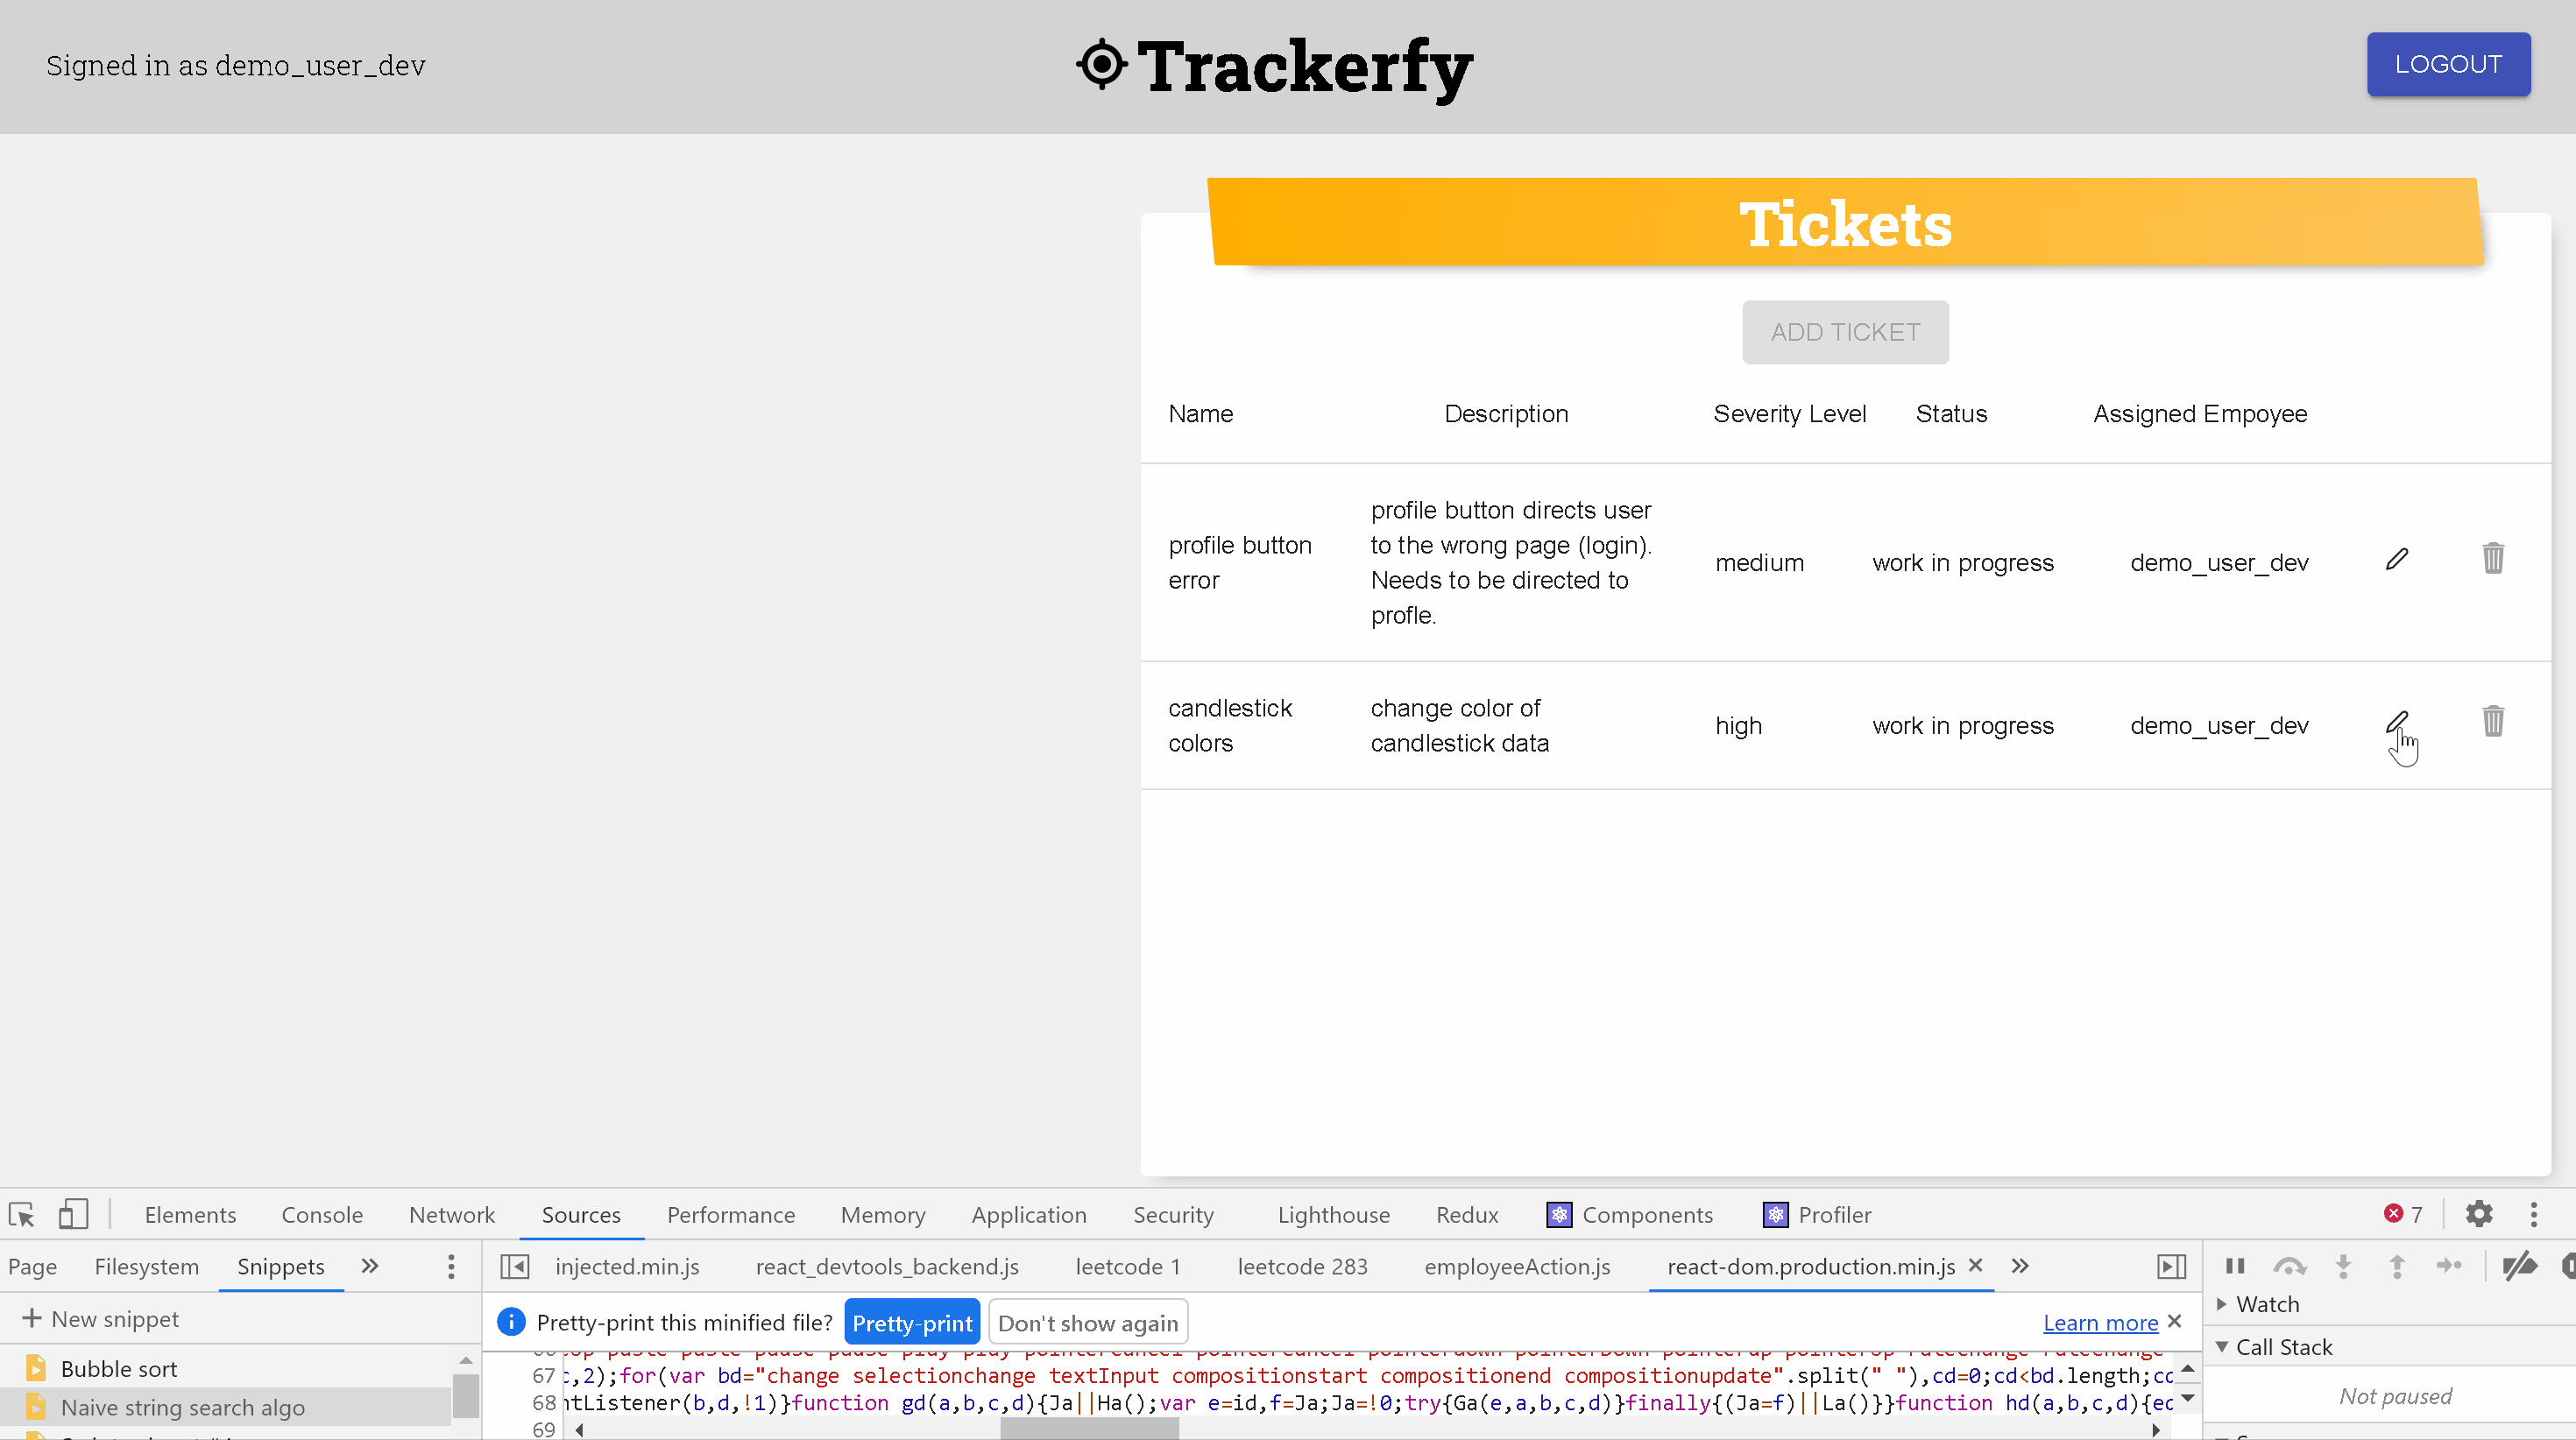 Signed in as demo_user_dev
Trackerfy
LOGOUT
Tickets
ADD TICKET
Name Description Severity Level Status Assigned Empoyee
profile button
error
profile button directs user
to the wrong page (login).
Needs to be directed to
profle.
medium
work in progress
demo_user_dev
candlestick
colors
change color of
candlestick data
high
work in progress
demo_user_dev
Elements Console Network Sources Performance Memory Application Security Lighthouse Redux Components Profiler 7
Page Filesystem Snippets
injected.min.js react_devtools_backend.js leetcode 1 leetcode 283 employeeAction.js react-dom.production.min.js
New snippet
Pretty-print this minified file? Pretty-print Don't show again Learn more
Watch
Bubble sort
Naive string search algo
67 ,2);for(var bd="change selectionchange textInput compositionstart compositionend compositionupdate".split(" "),cd=0;cd<bd.length;
68 ntListener(b,d,!1)}function gd(a,b,c,d){Ja||Ha();var e=id,f=Ja;Ja=!0;try{Ga(e,a,b,c,d)}finally{(Ja=f)||La()}}function hd(a,b,c,d){
69
Call Stack
Not paused